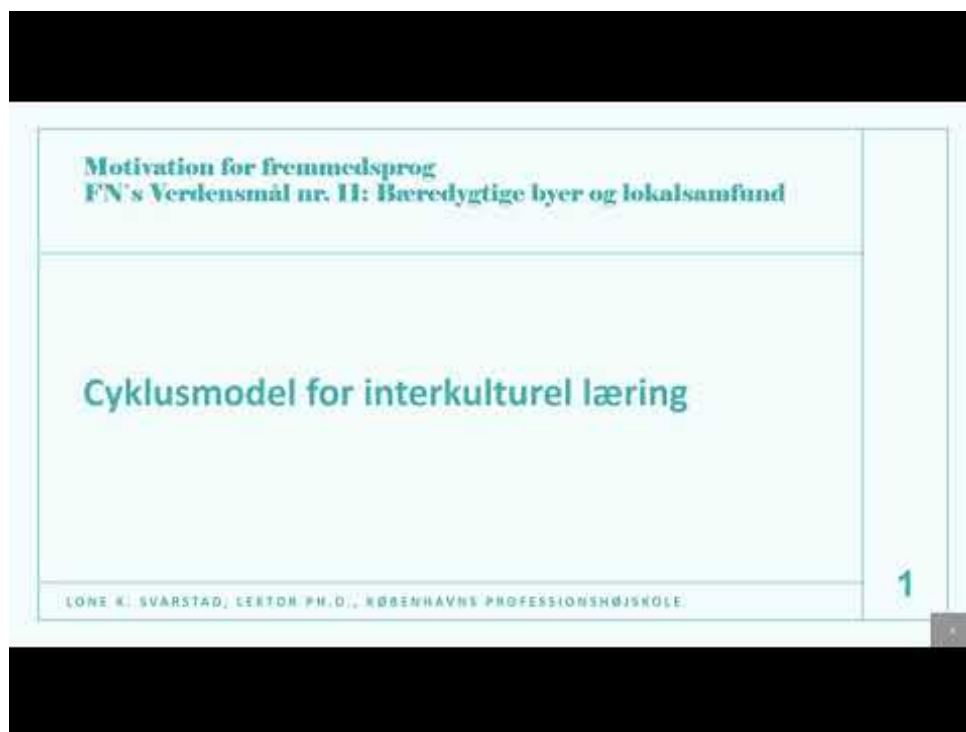 Motivation for fremmedsprog
FN's Verdensmål nr. 11: Bæredygtige byer og lokalsamfund
Cyklusmodel for interkulturel læring
LONE K. SVARSTAD, LEKTOR PH.D., KØBENHAVNS PROFESSIONSHØJSKOLE
1